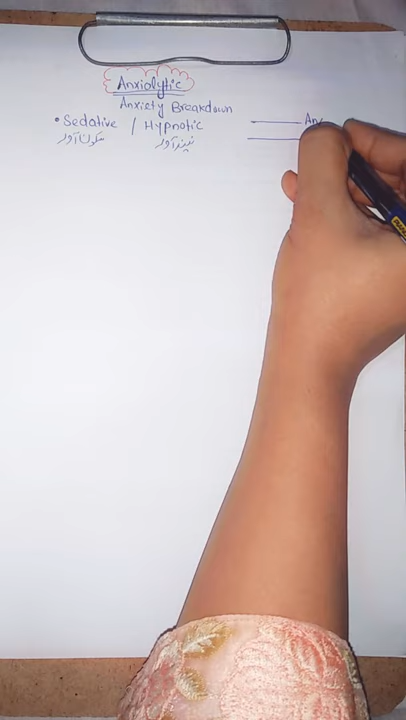 Anxiolytic
Anxiety Breakdown
• Sedative / Hypnotic
سکون آور نیند آور